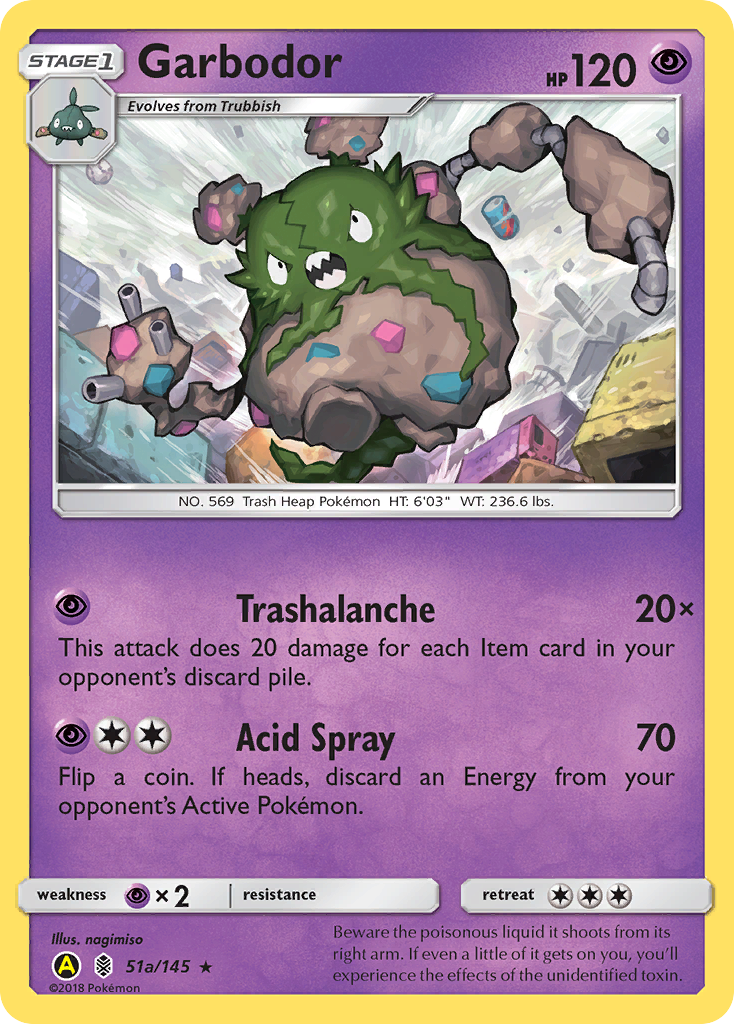 STAGE1
Garbodor
HP 120
Evolves from Trubbish
NO. 569 Trash Heap Pokémon HT: 6'03" WT: 236.6 lbs.
Trashalanche 20×
This attack does 20 damage for each Item card in your
opponent's discard pile.
Acid Spray 70
Flip a coin. If heads, discard an Energy from your
opponent's Active Pokémon.
weakness ×2 resistance retreat
Illus. nagimiso
Beware the poisonous liquid it shoots from its
right arm. If even a little of it gets on you, you'll
experience the effects of the unidentified toxin.
A 51a/145 ★
©2018 Pokémon